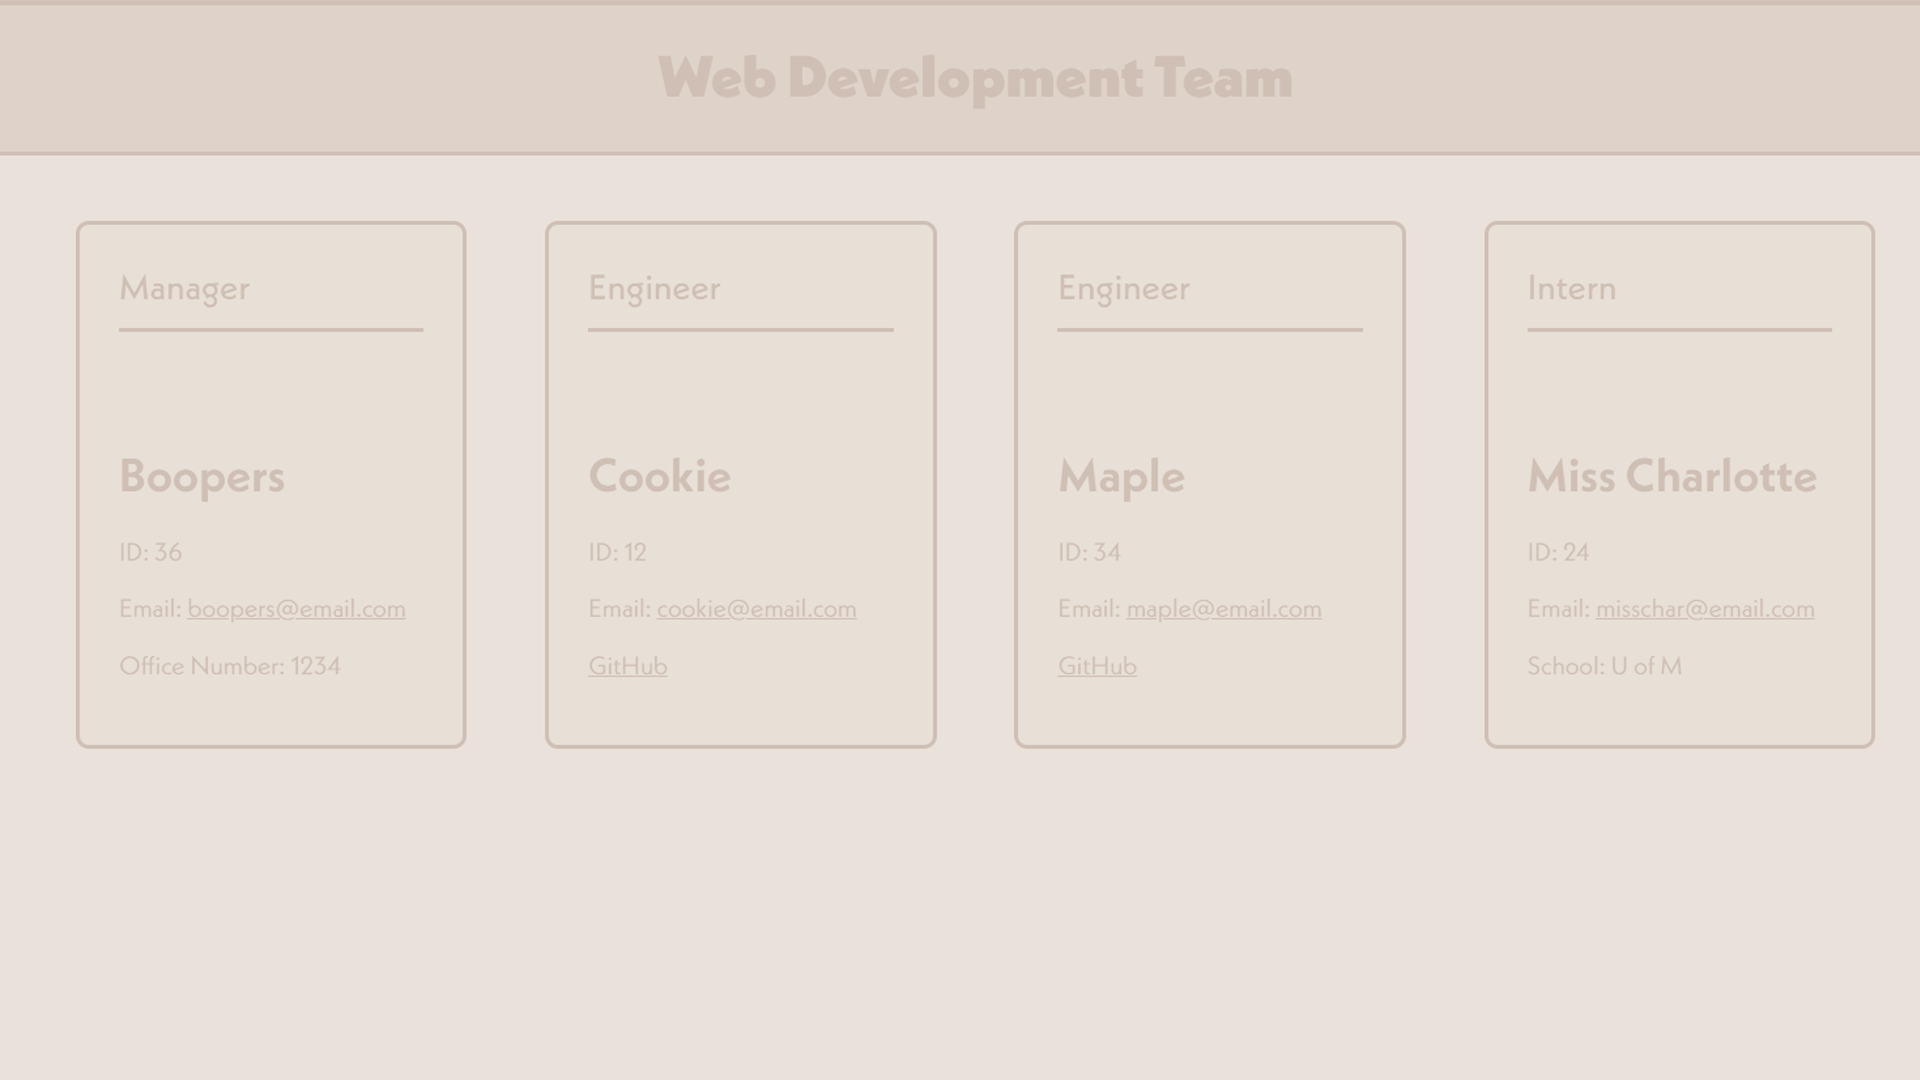 Web Development Team
Manager
Boopers
ID: 36
Email: boopers@email.com
Office Number: 1234
Engineer
Cookie
ID: 12
Email: cookie@email.com
GitHub
Engineer
Maple
ID: 34
Email: maple@email.com
GitHub
Intern
Miss Charlotte
ID: 24
Email: misschar@email.com
School: U of M